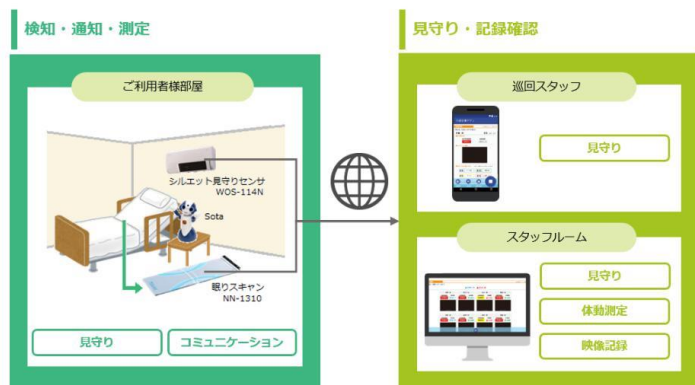 検知・通知・測定
ご利用者様部屋
シルエット見守りセンサ
WOS-114N
Sota
眠りスキャン
NN-1310
見守り
コミュニケーション
見守り・記録確認
巡回スタッフ
見守り
スタッフルーム
見守り
体動測定
映像記録